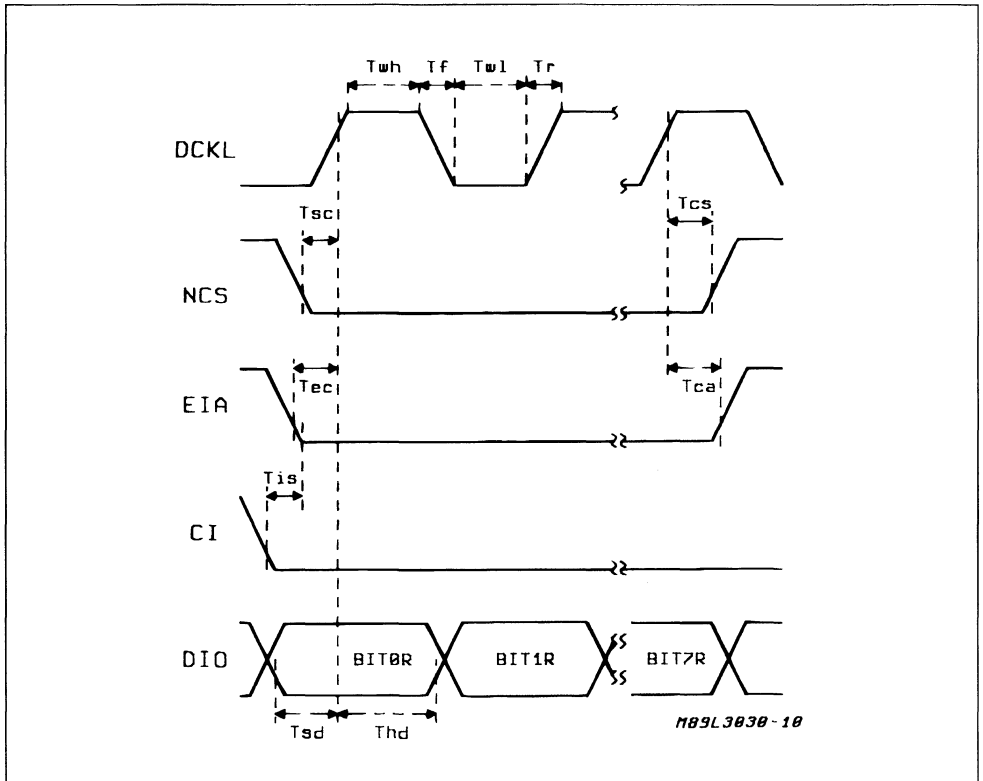 Twh Tf Twl Tr
DCKL
Tsc Tcs
NCS
Tec Tca
EIA
Tis
CI
DIO BIT0R BIT1R BIT7R
Tsd Thd
M89L3030-10